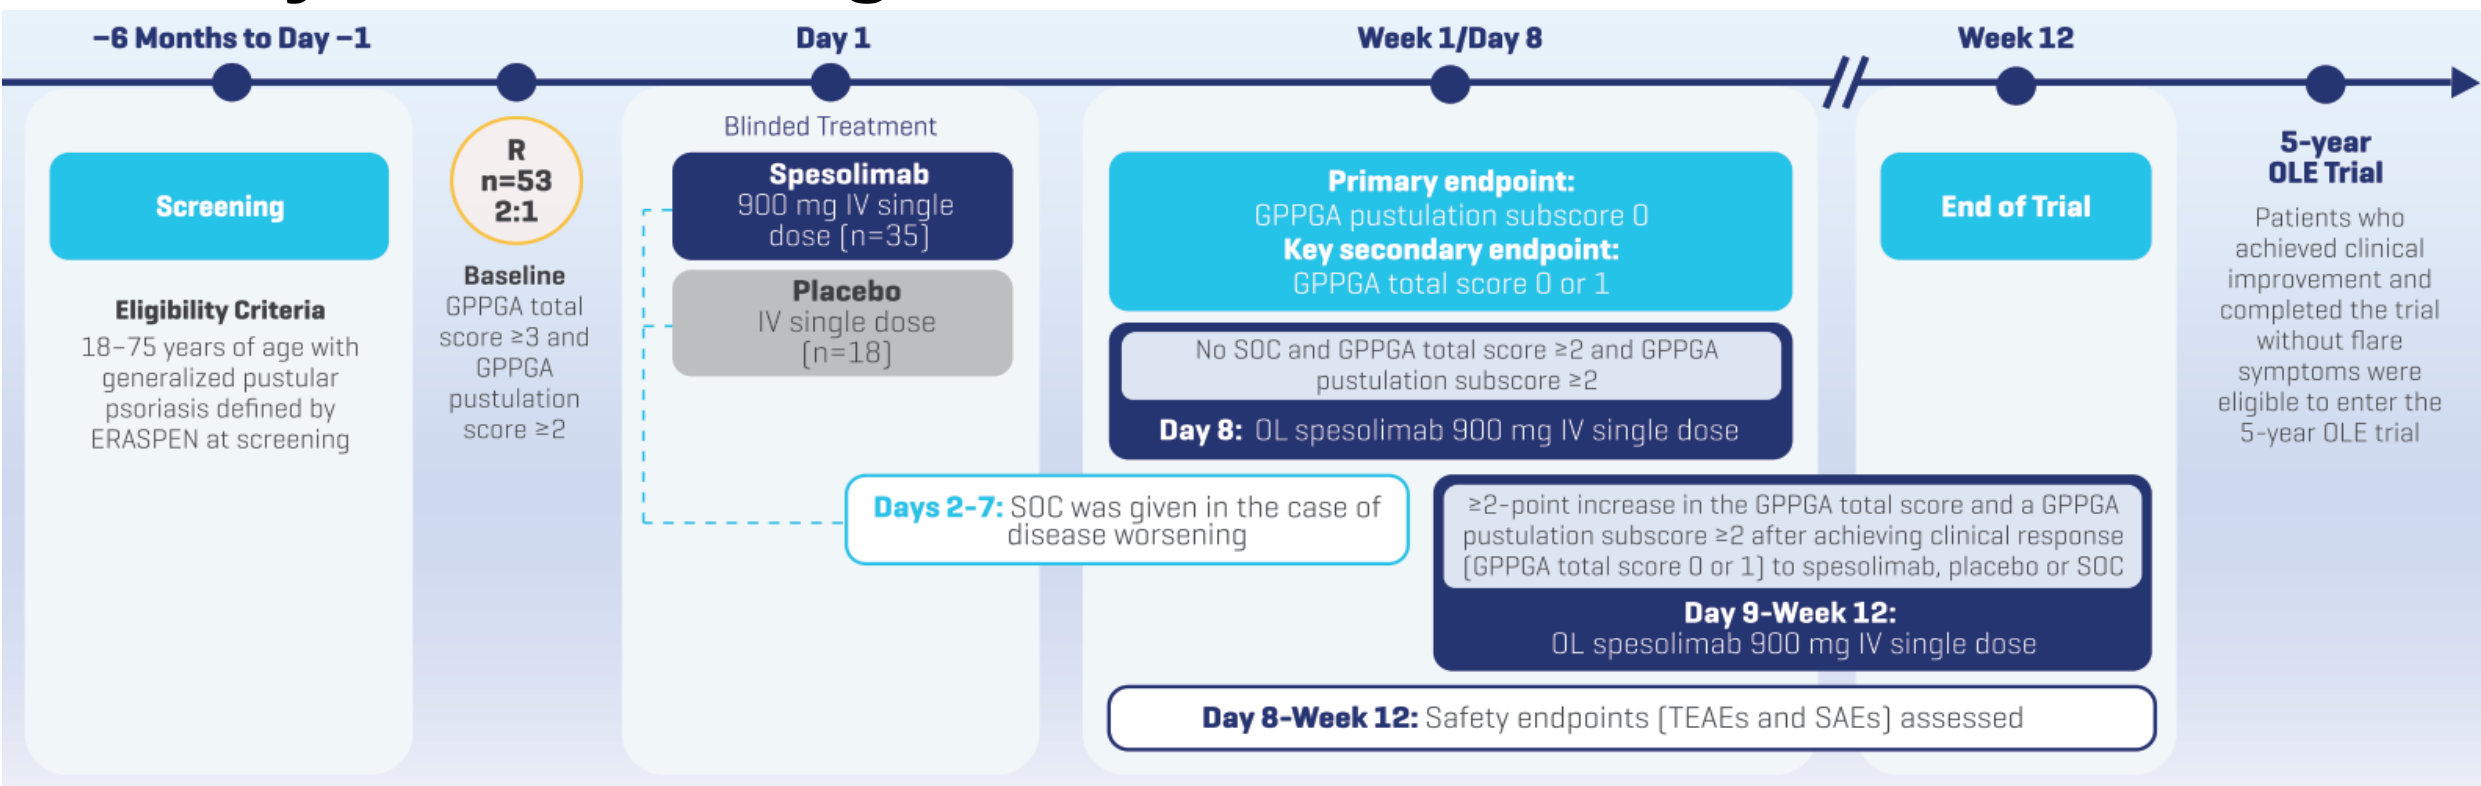 −6 Months to Day −1
Day 1
Week 1/Day 8
Week 12
Screening
Eligibility Criteria
18–75 years of age with
generalized pustular
psoriasis defined by
ERASPEN at screening
R
n=53
2:1
Baseline
GPPGA total
score ≥3 and
GPPGA
pustulation
score ≥2
Blinded Treatment
Spesolimab
900 mg IV single
dose (n=35)
Placebo
IV single dose
(n=18)
Days 2-7: SOC was given in the case of
disease worsening
Primary endpoint:
GPPGA pustulation subscore 0
Key secondary endpoint:
GPPGA total score 0 or 1
No SOC and GPPGA total score ≥2 and GPPGA
pustulation subscore ≥2
Day 8: OL spesolimab 900 mg IV single dose
≥2-point increase in the GPPGA total score and a GPPGA
pustulation subscore ≥2 after achieving clinical response
(GPPGA total score 0 or 1) to spesolimab, placebo or SOC
Day 9-Week 12:
OL spesolimab 900 mg IV single dose
Day 8-Week 12: Safety endpoints (TEAEs and SAEs) assessed
End of Trial
5-year
OLE Trial
Patients who
achieved clinical
improvement and
completed the trial
without flare
symptoms were
eligible to enter the
5-year OLE trial